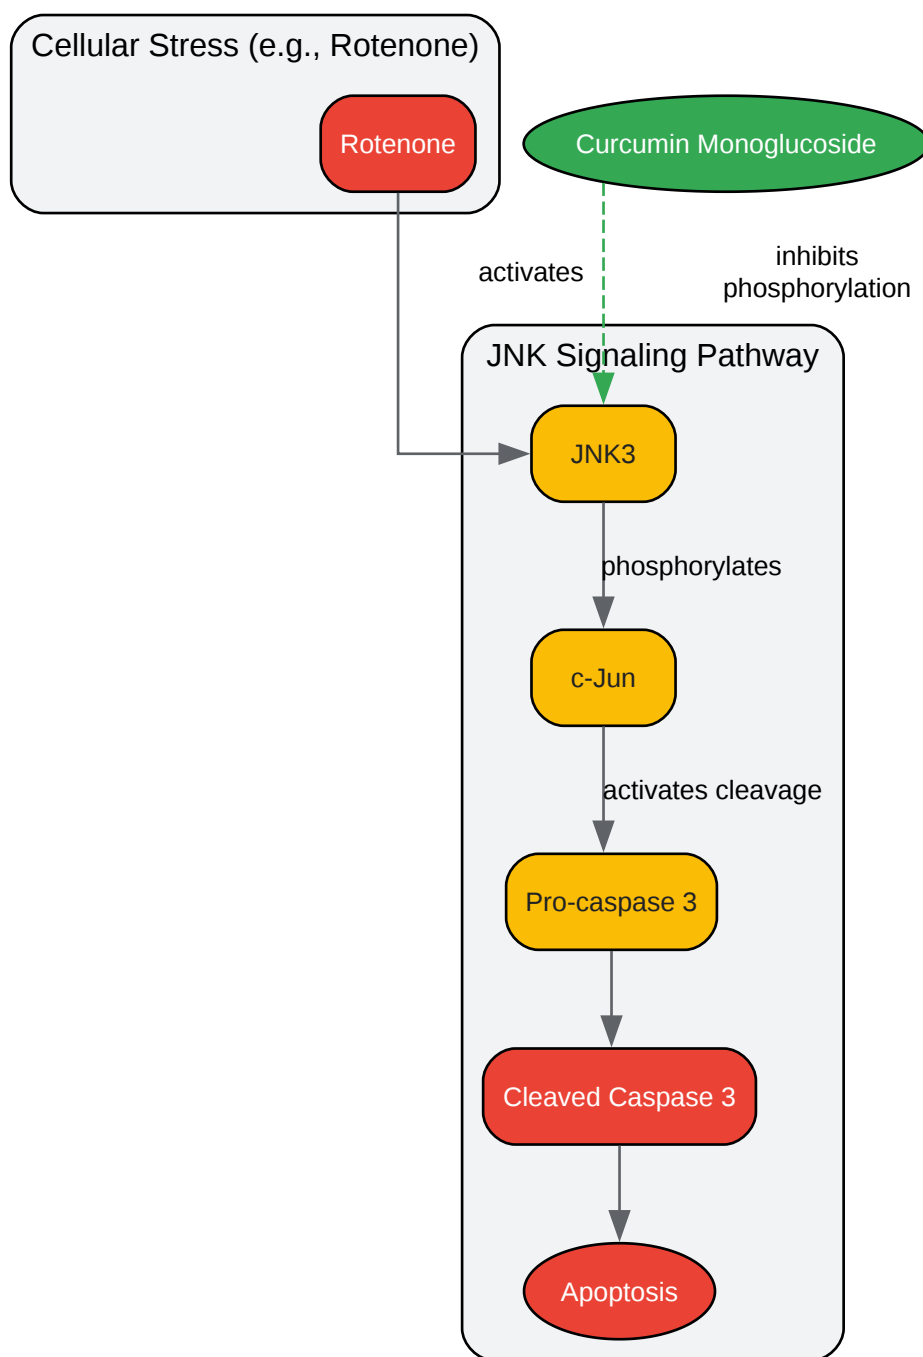 Cellular Stress (e.g., Rotenone)
Rotenone
Curcumin Monoglucoside
activates
inhibits
phosphorylation
JNK Signaling Pathway
JNK3
phosphorylates
c-Jun
activates cleavage
Pro-caspase 3
Cleaved Caspase 3
Apoptosis